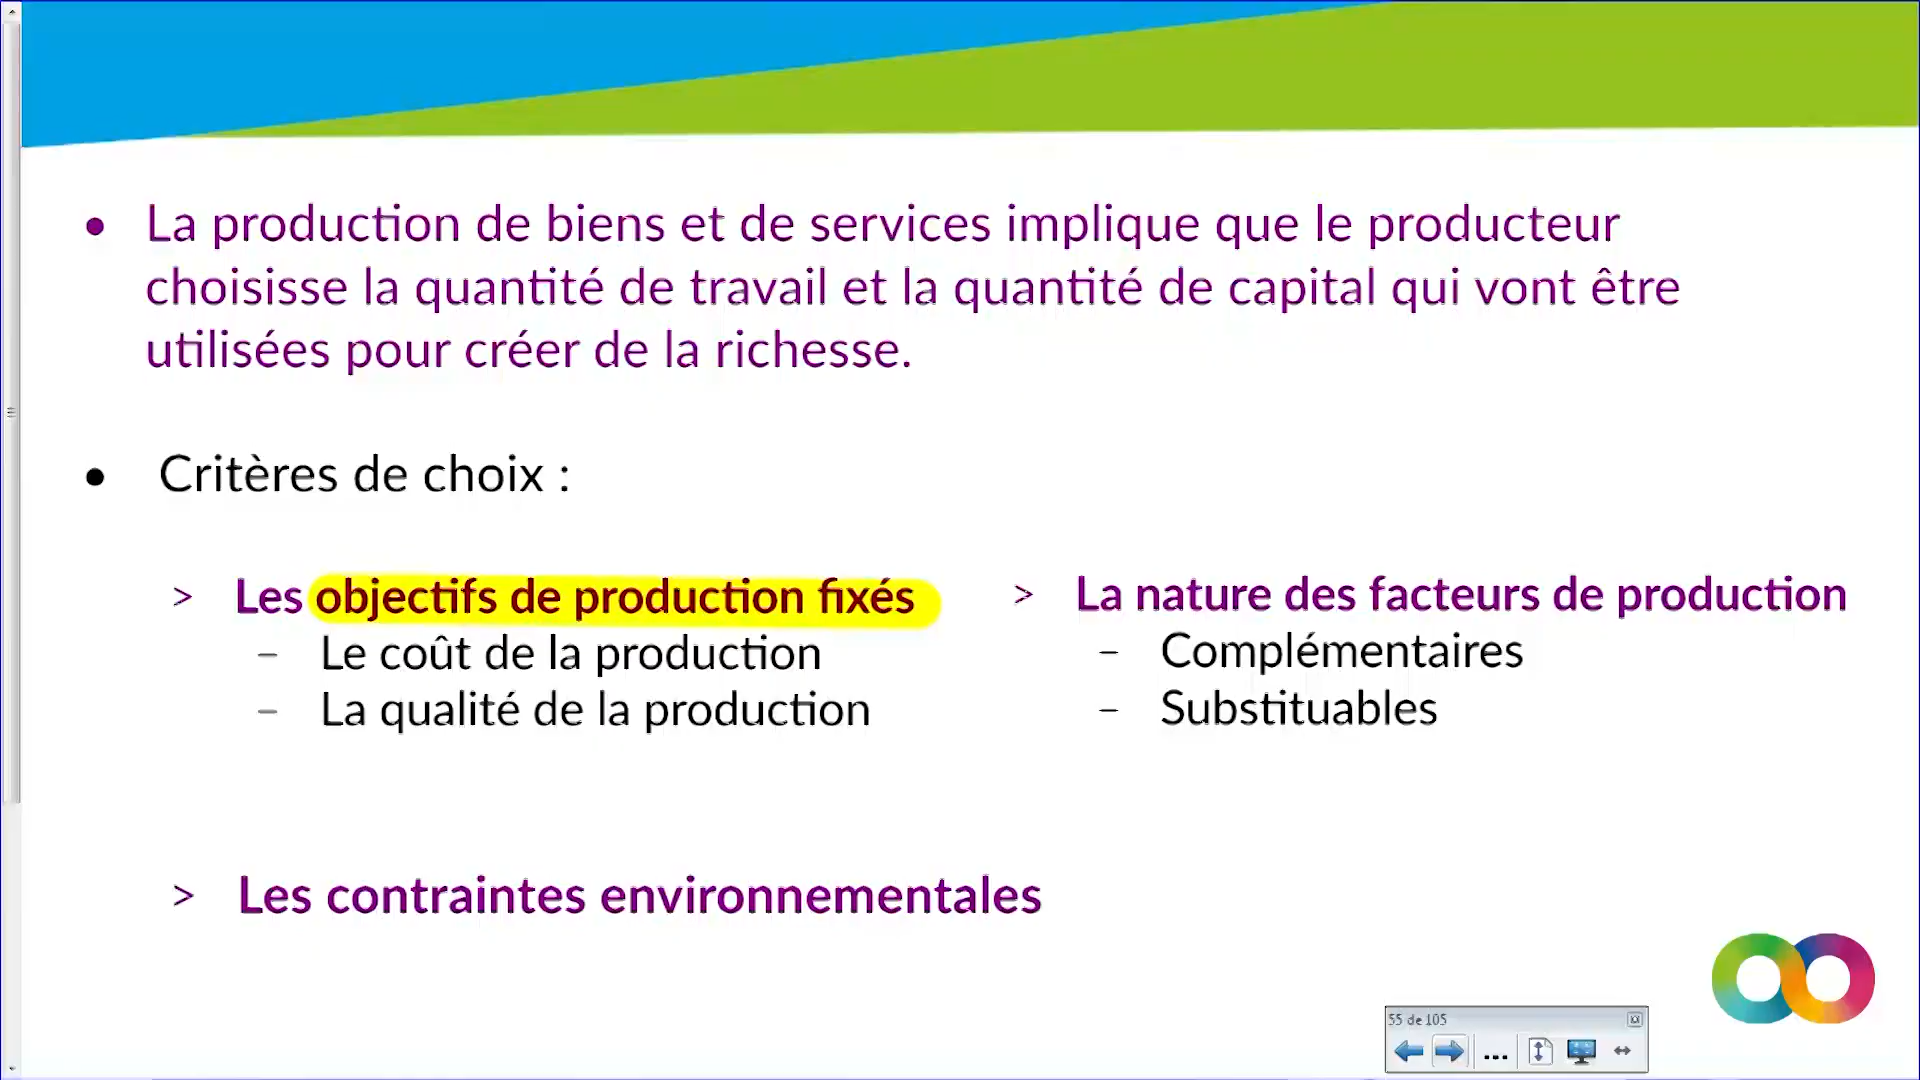 • La production de biens et de services implique que le producteur
choisisse la quantité de travail et la quantité de capital qui vont être
utilisées pour créer de la richesse.
• Critères de choix :
> Les objectifs de production fixés
– Le coût de la production
– La qualité de la production
> La nature des facteurs de production
– Complémentaires
– Substituables
> Les contraintes environnementales
55 de 105
...